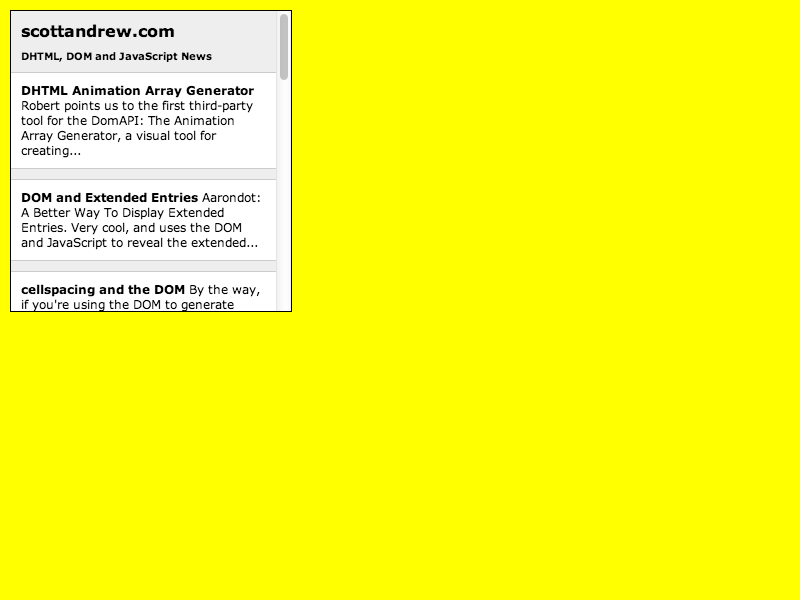 scottandrew.com
DHTML, DOM and JavaScript News
DHTML Animation Array Generator
Robert points us to the first third-party
tool for the DomAPI: The Animation
Array Generator, a visual tool for
creating...
DOM and Extended Entries Aarondot:
A Better Way To Display Extended
Entries. Very cool, and uses the DOM
and JavaScript to reveal the extended...
cellspacing and the DOM By the way,
if you're using the DOM to generate